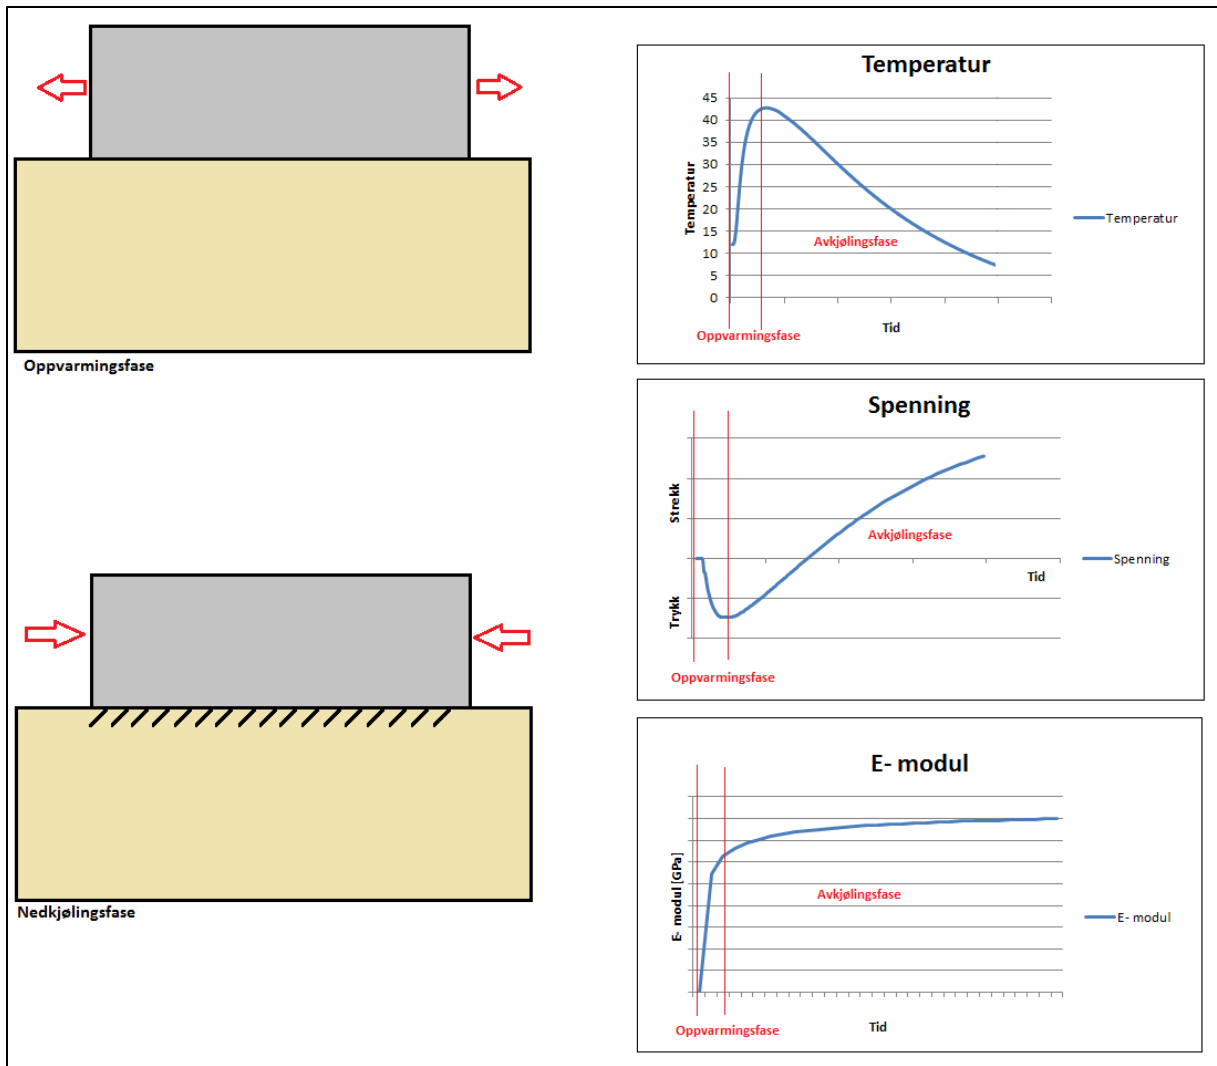 Oppvarmingsfase
Nedkjølingsfase
Temperatur
45
40
35
30
25
20
15
10
5
0
Temperatur
Avkjølingsfase
Temperatur
Tid
Oppvarmingsfase
Spenning
Strekk
Trykk
Avkjølingsfase
Spenning
Tid
Oppvarmingsfase
E- modul
E- modul [GPa]
Avkjølingsfase
E- modul
Oppvarmingsfase
Tid